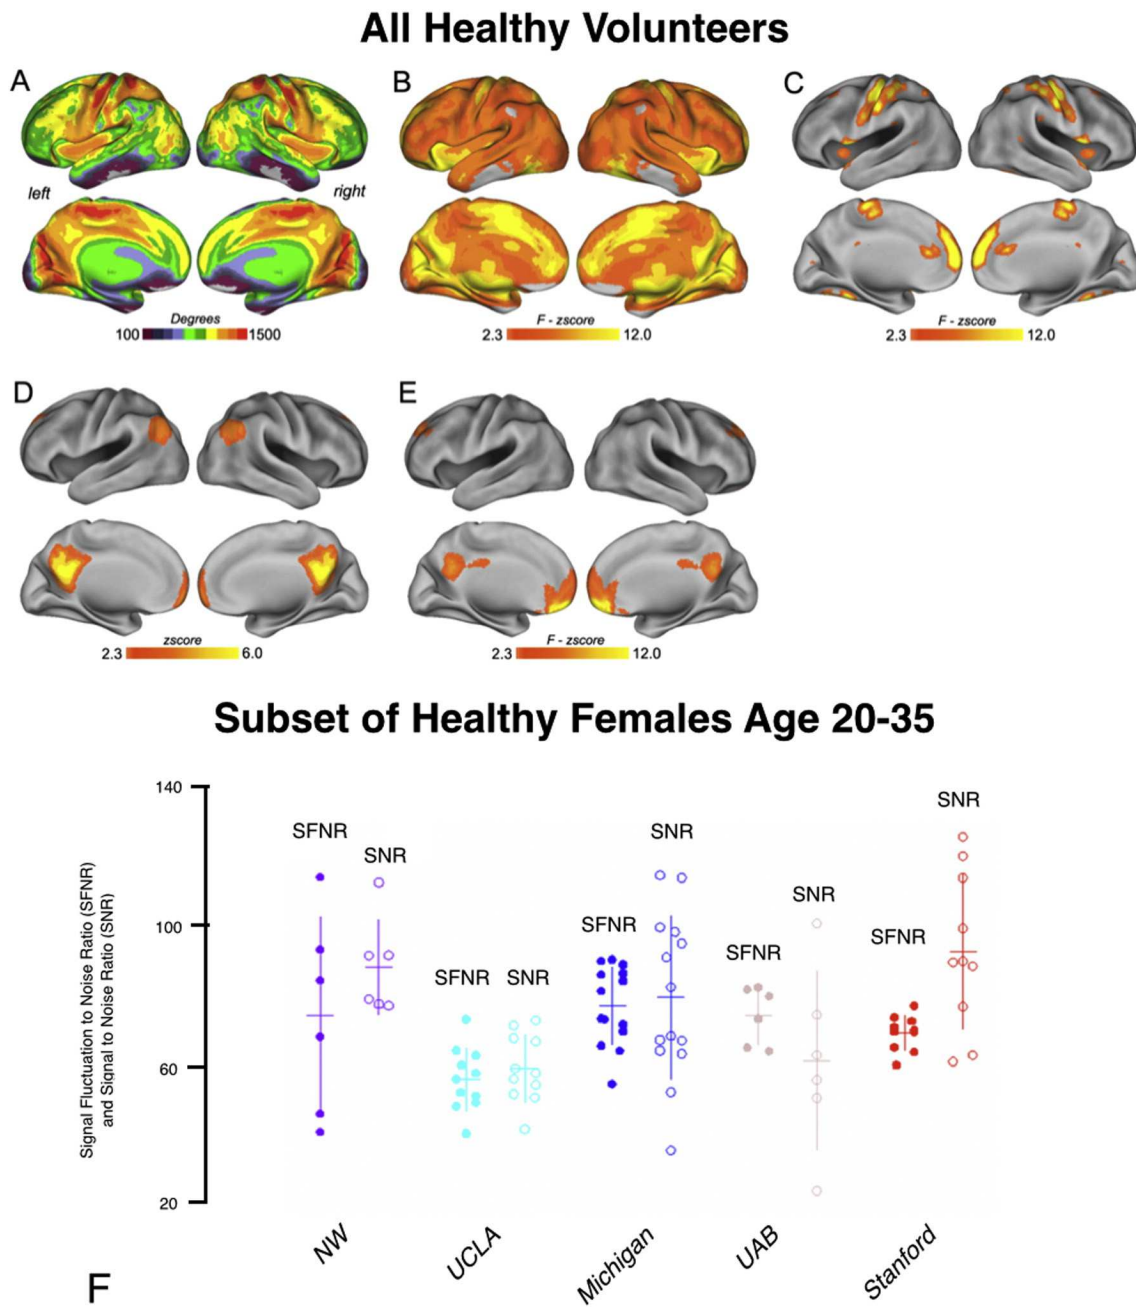 All Healthy Volunteers
A
B
C
left
right
Degrees
100
1500
F - zscore
2.3
12.0
F - zscore
2.3
12.0
D
E
zscore
2.3
6.0
F - zscore
2.3
12.0
Subset of Healthy Females Age 20-35
Signal Fluctuation to Noise Ratio (SFNR)
and Signal to Noise Ratio (SNR)
140
100
60
20
SFNR
SNR
SFNR
SNR
SFNR
SNR
SFNR
SNR
SFNR
SNR
NW
UCLA
Michigan
UAB
Stanford
F